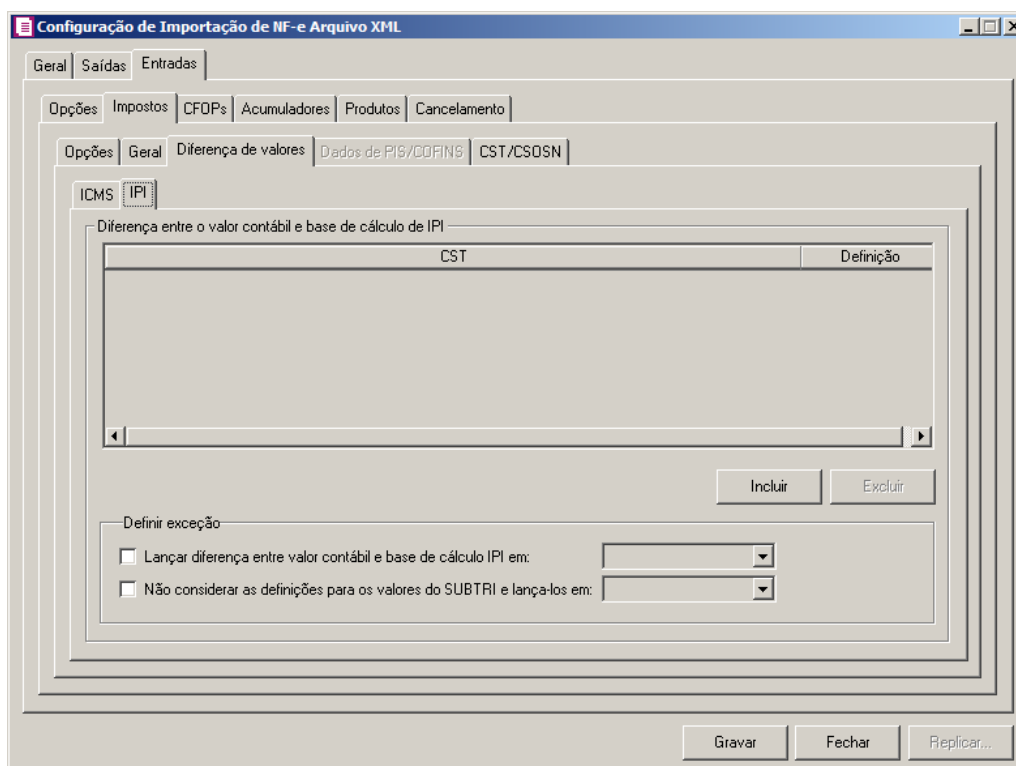 Configuração de Importação de NF-e Arquivo XML
Geral Saídas Entradas
Opções Impostos CFOPs Acumuladores Produtos Cancelamento
Opções Geral Diferença de valores Dados de PIS/COFINS CST/CSOSN
ICMS IPI
Diferença entre o valor contábil e base de cálculo de IPI
CST Definição
Incluir Excluir
Definir exceção
Lançar diferença entre valor contábil e base de cálculo IPI em:
Não considerar as definições para os valores do SUBTRI e lança-los em:
Gravar Fechar Replicar...